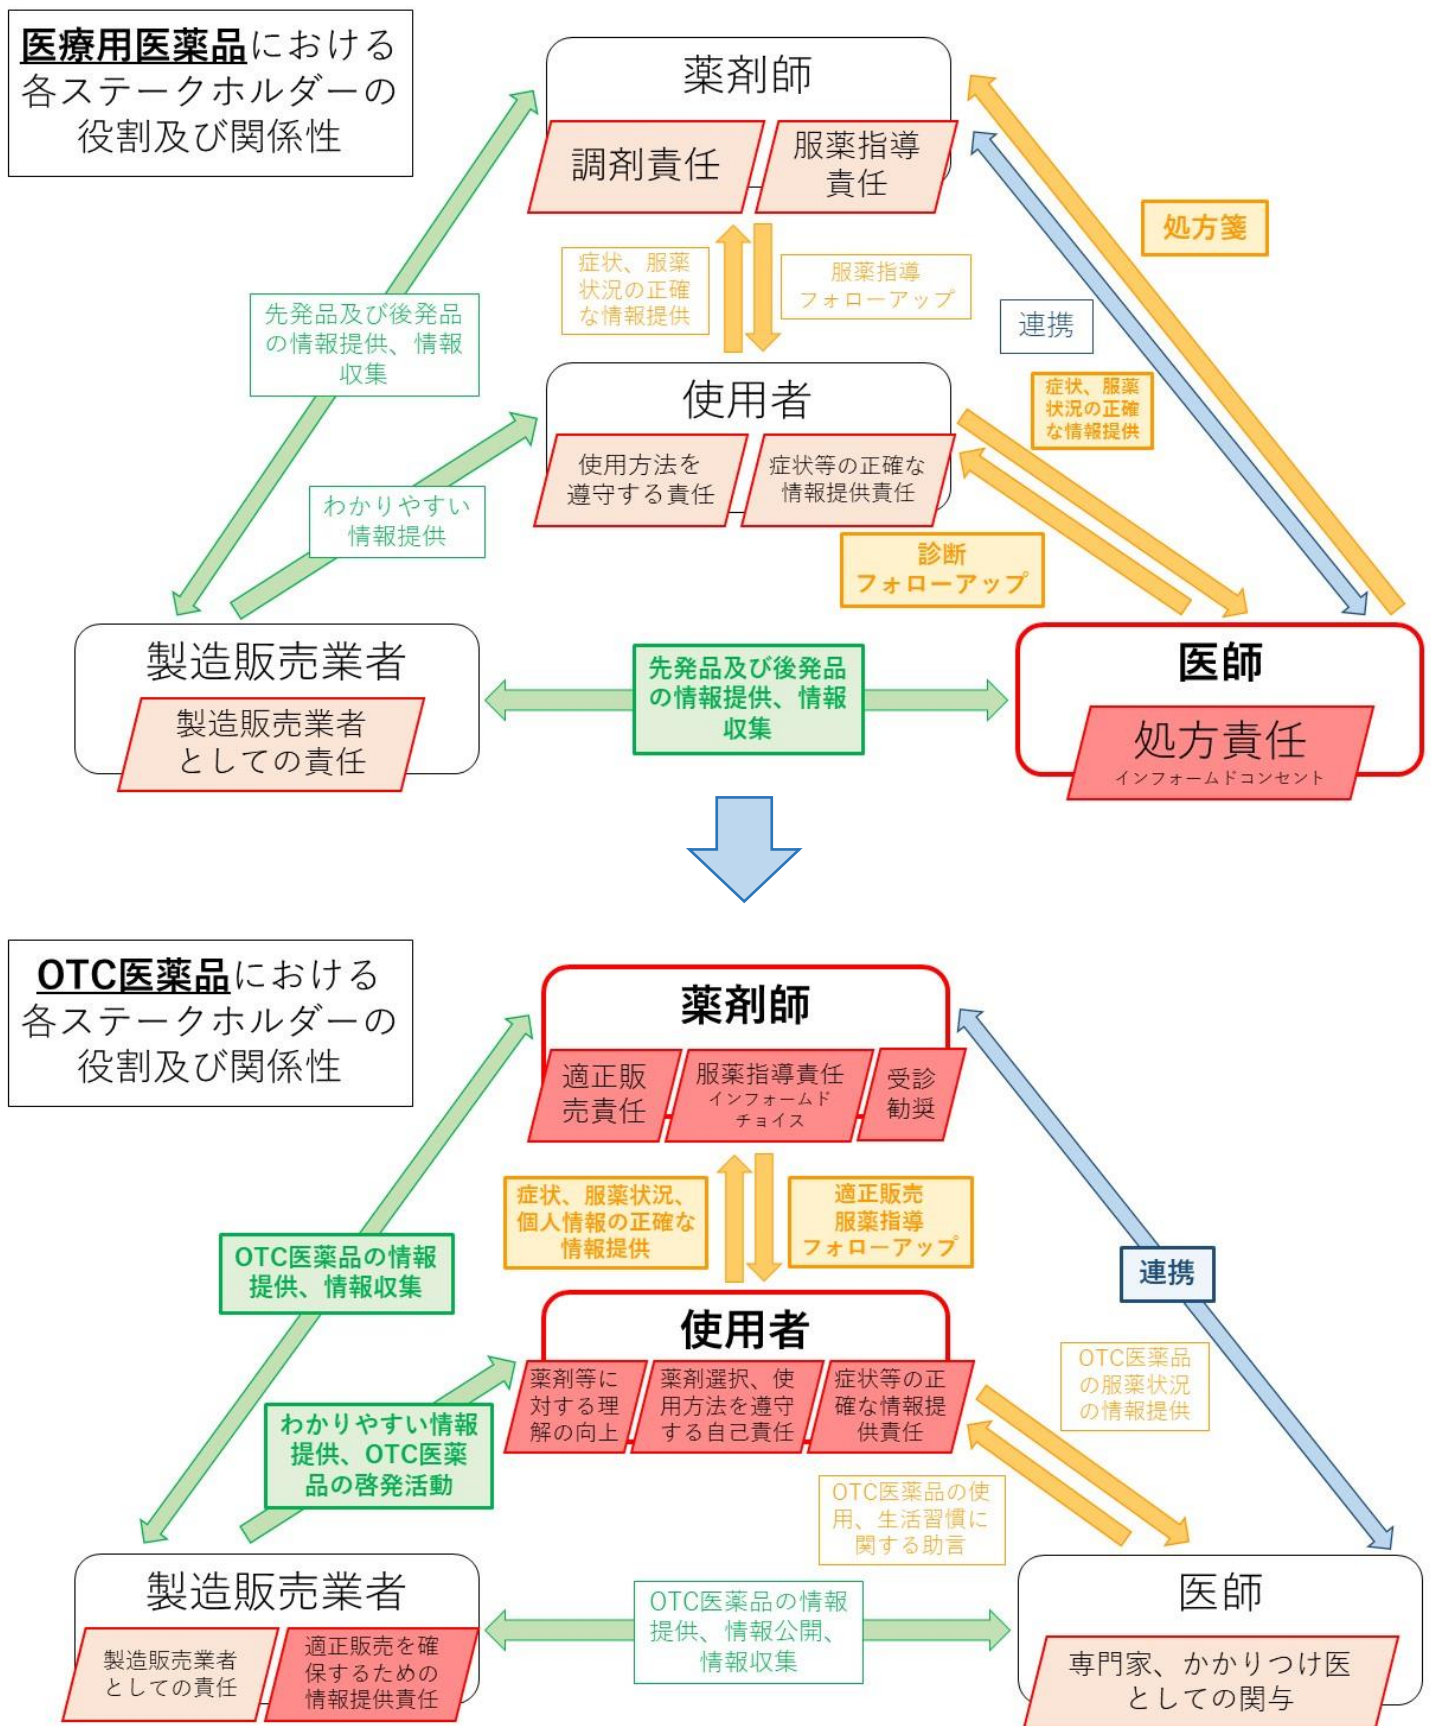 医療用医薬品における
各ステークホルダーの
役割及び関係性
薬剤師
調剤責任
服薬指導
責任
処方箋
症状、服薬
状況の正確
な情報提供
服薬指導
フォローアップ
先発品及び後発品
の情報提供、情報
収集
連携
使用者
症状、服薬
状況の正確
な情報提供
使用方法を
遵守する責任
症状等の正確な
情報提供責任
わかりやすい
情報提供
診断
フォローアップ
製造販売業者
製造販売業者
としての責任
先発品及び後発品
の情報提供、情報
収集
医師
処方責任
インフォームドコンセント
OTC医薬品における
各ステークホルダーの
役割及び関係性
薬剤師
適正販
売責任
服薬指導責任
インフォームド
チョイス
受診
勧奨
症状、服薬状況、
個人情報の正確な
情報提供
適正販売
服薬指導
フォローアップ
OTC医薬品の情報
提供、情報収集
連携
使用者
薬剤等に
対する理
解の向上
薬剤選択、使
用方法を遵守
する自己責任
症状等の正
確な情報提
供責任
OTC医薬品
の服薬状況
の情報提供
わかりやすい情報
提供、OTC医薬
品の啓発活動
OTC医薬品の使
用、生活習慣に
関する助言
製造販売業者
製造販売業者
としての責任
適正販売を確
保するための
情報提供責任
OTC医薬品の情報
提供、情報公開、
情報収集
医師
専門家、かかりつけ医
としての関与